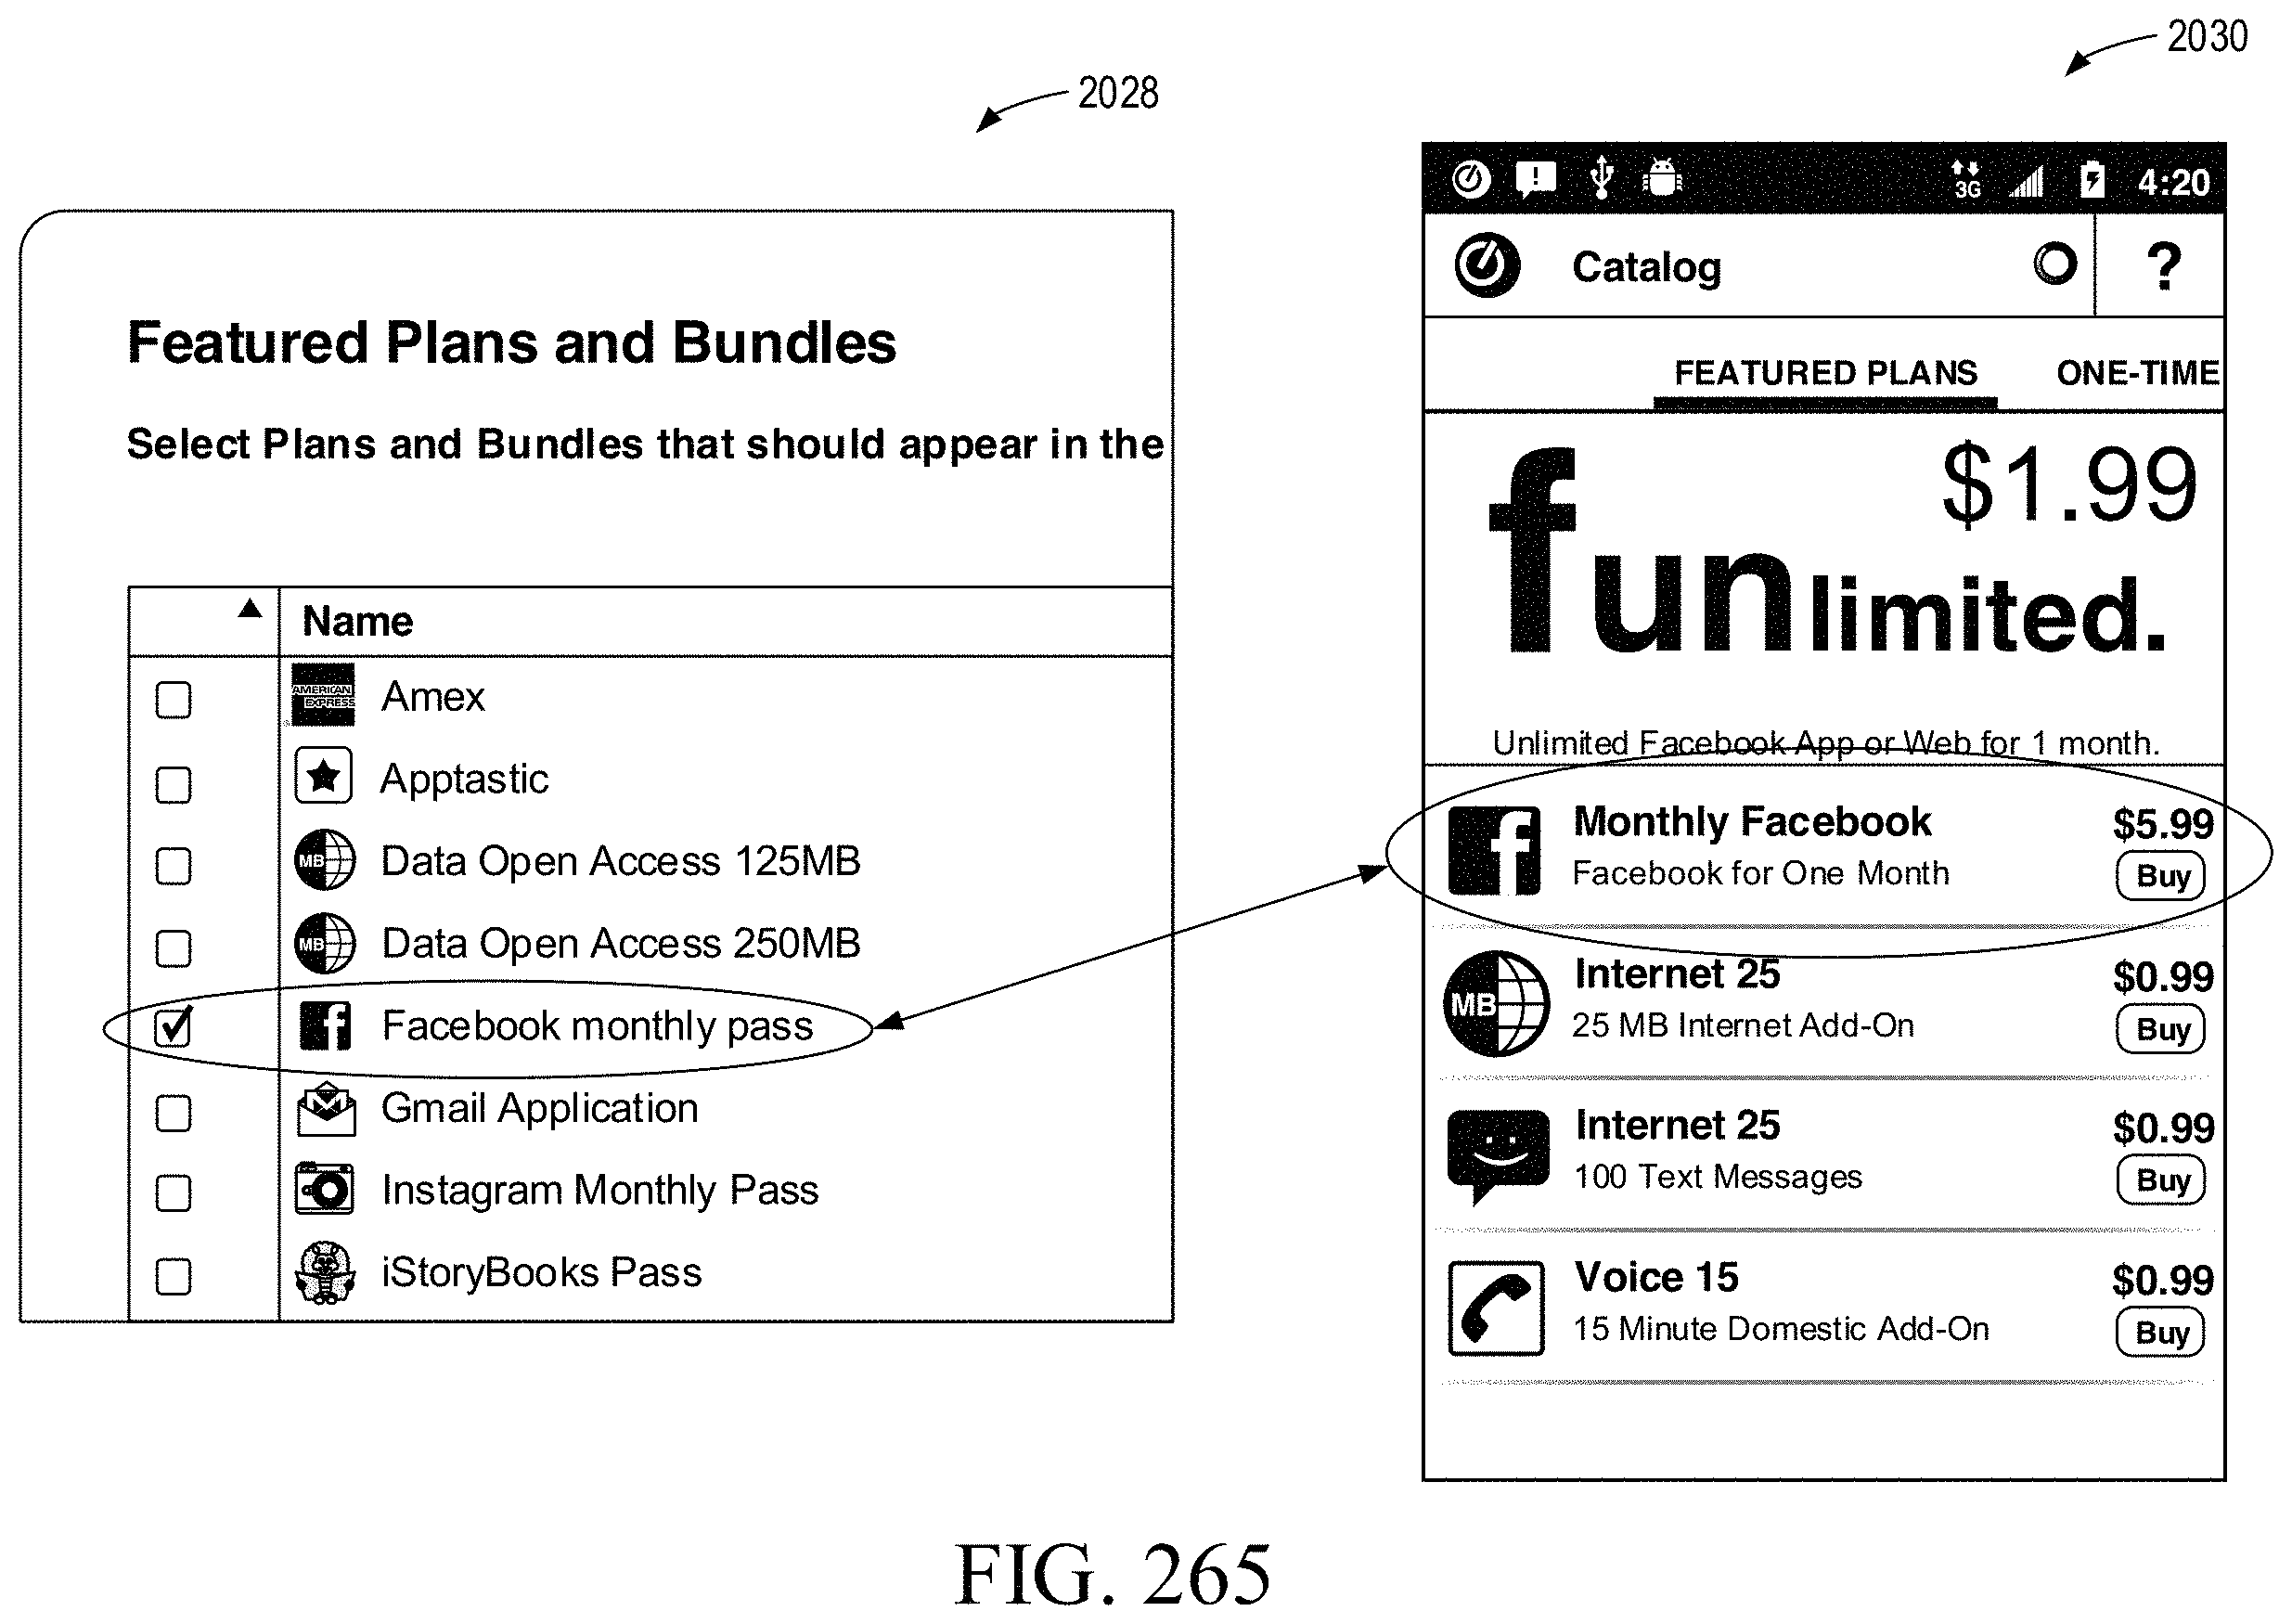 2030
2028
Featured Plans and Bundles
Select Plans and Bundles that should appear in the
Name
AMERICAN
EXPRESS
Amex
Apptastic
MB
Data Open Access 125MB
MB
Data Open Access 250MB
f
Facebook monthly pass
Gmail Application
Instagram Monthly Pass
iStoryBooks Pass
3G
4:20
Catalog
?
FEATURED PLANS
ONE-TIME
$1.99
funlimited.
Unlimited Facebook App or Web for 1 month.
f
Monthly Facebook
$5.99
Facebook for One Month
Buy
MB
Internet 25
$0.99
25 MB Internet Add-On
Buy
Internet 25
$0.99
100 Text Messages
Buy
Voice 15
$0.99
15 Minute Domestic Add-On
Buy
FIG. 265